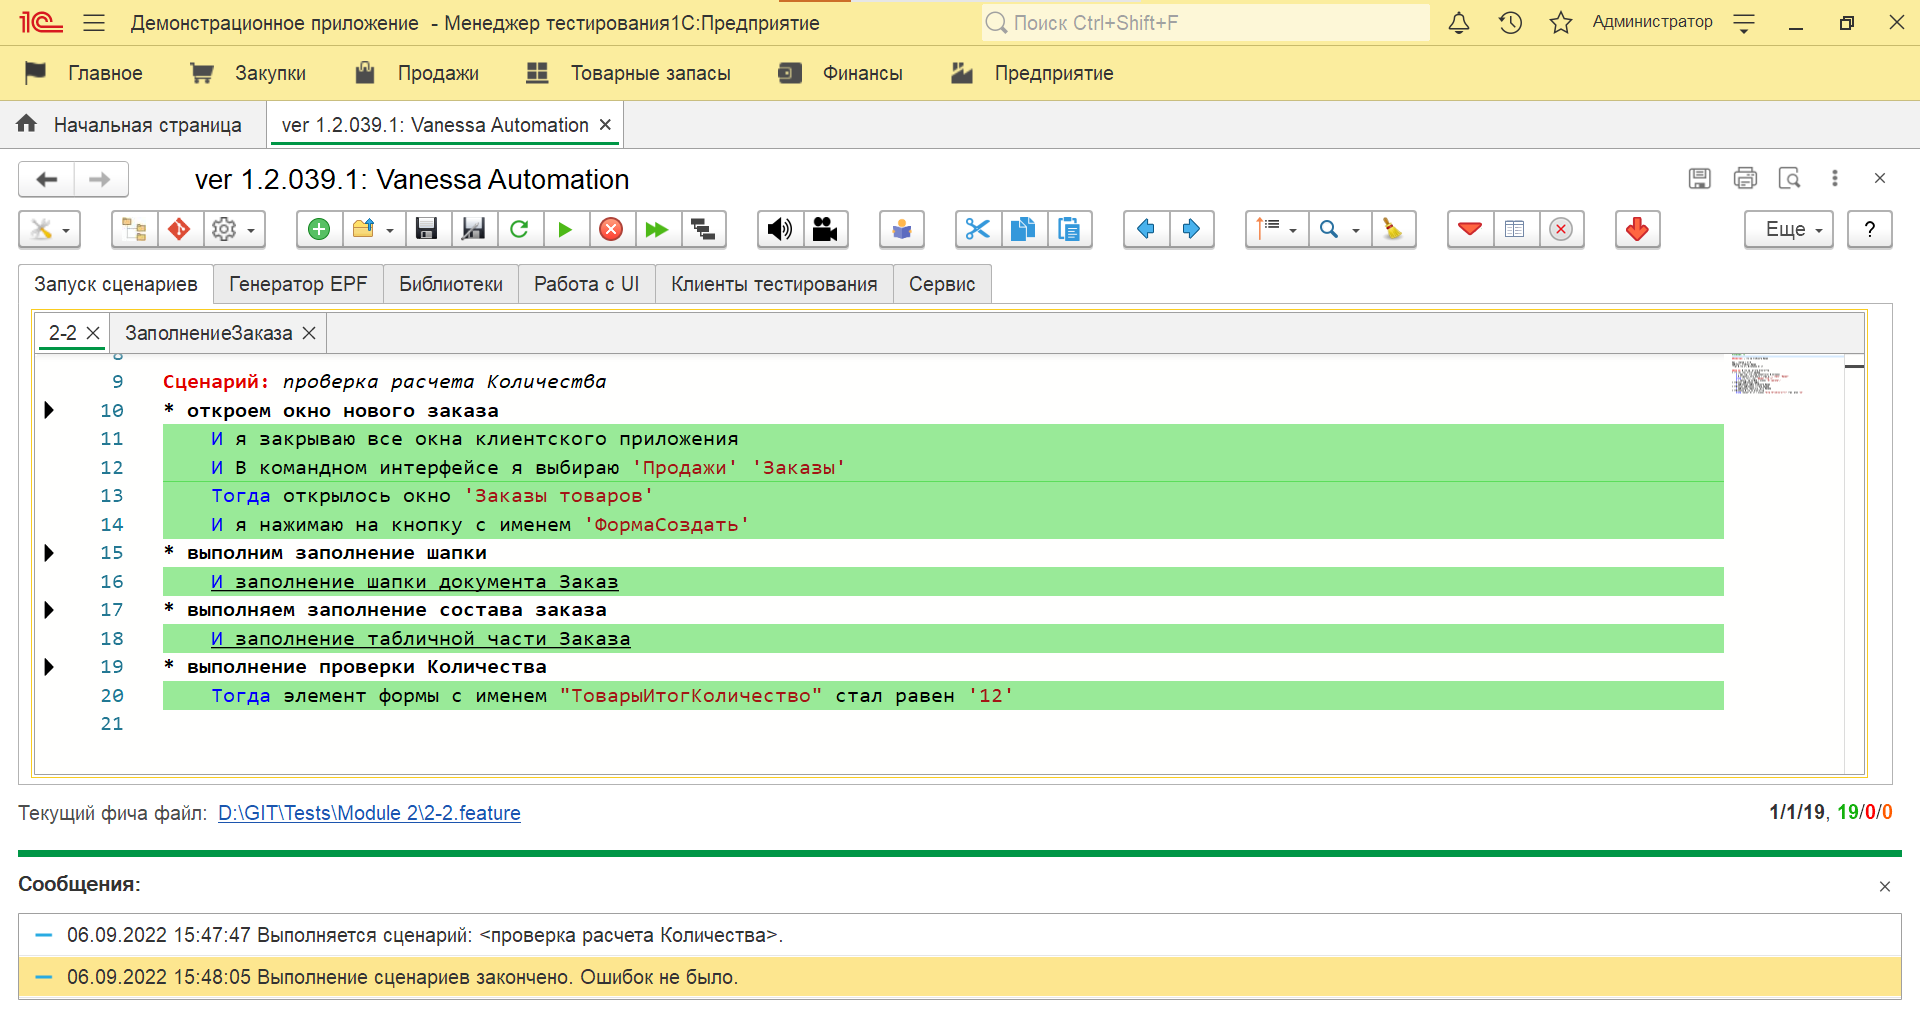 1С Демонстрационное приложение - Менеджер тестирования1С:Предприятие Поиск Ctrl+Shift+F Администратор
Главное Закупки Продажи Товарные запасы Финансы Предприятие
Начальная страница ver 1.2.039.1: Vanessa Automation
ver 1.2.039.1: Vanessa Automation
Еще ?
Запуск сценариев Генератор EPF Библиотеки Работа с UI Клиенты тестирования Сервис
2-2 ЗаполнениеЗаказа
8
9 Сценарий: проверка расчета Количества
10 * откроем окно нового заказа
11 И я закрываю все окна клиентского приложения
12 И В командном интерфейсе я выбираю 'Продажи' 'Заказы'
13 Тогда открылось окно 'Заказы товаров'
14 И я нажимаю на кнопку с именем 'ФормаСоздать'
15 * выполним заполнение шапки
16 И заполнение шапки документа Заказ
17 * выполняем заполнение состава заказа
18 И заполнение табличной части Заказа
19 * выполнение проверки Количества
20 Тогда элемент формы с именем "ТоварыИтогКоличество" стал равен '12'
21
Текущий фича файл: D:\GIT\Tests\Module 2\2-2.feature 1/1/19, 19/0/0
Сообщения:
06.09.2022 15:47:47 Выполняется сценарий: <проверка расчета Количества>.
06.09.2022 15:48:05 Выполнение сценариев закончено. Ошибок не было.